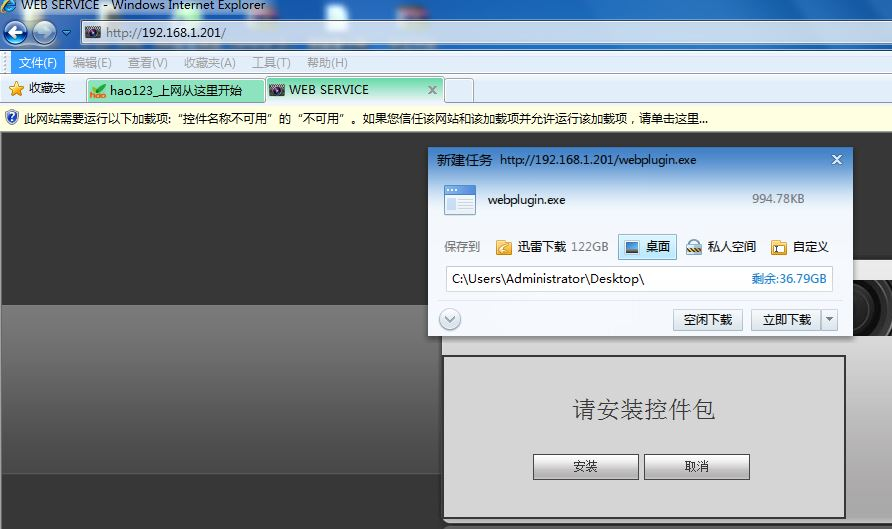 WEB SERVICE - Windows Internet Explorer
http://192.168.1.201/
文件(F) 编辑(E) 查看(V) 收藏夹(A) 工具(T) 帮助(H)
收藏夹 hao123_上网从这里开始 WEB SERVICE
此网站需要运行以下加载项:“控件名称不可用”的“不可用”。如果您信任该网站和该加载项并允许运行该加载项，请单击这里...
新建任务 http://192.168.1.201/webplugin.exe
webplugin.exe 994.78KB
保存到 迅雷下载 122GB 桌面 私人空间 自定义
C:\Users\Administrator\Desktop\ 剩余:36.79GB
空闲下载 立即下载
请安装控件包
安装 取消